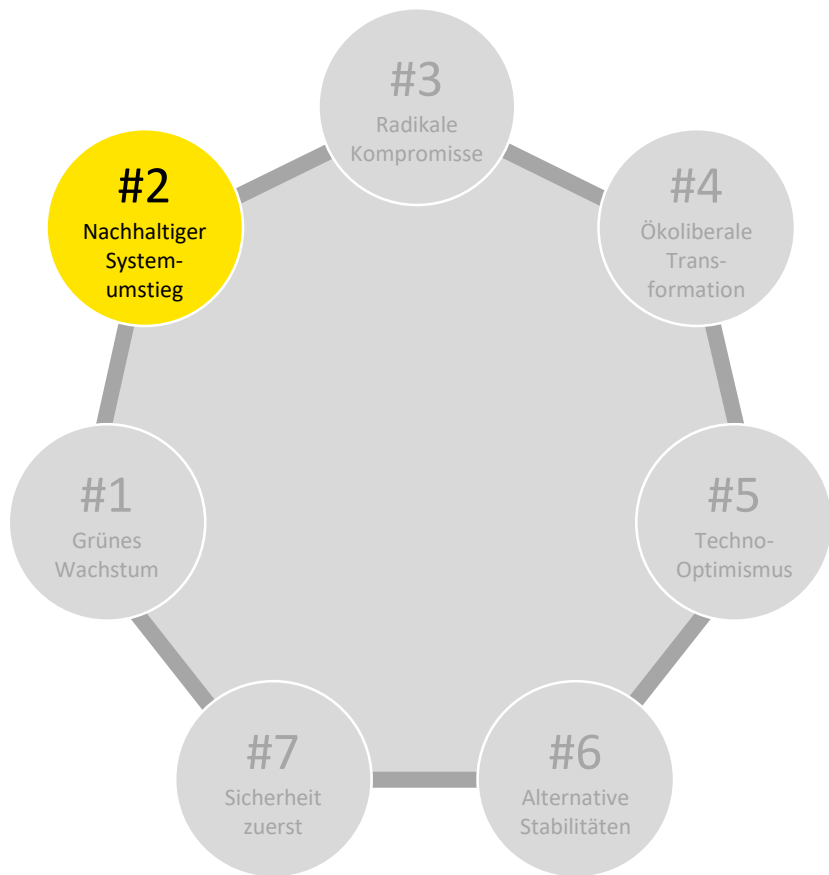 #3
Radikale
Kompromisse
#2
Nachhaltiger
System-
umstieg
#4
Ökoliberale
Trans-
formation
#1
Grünes
Wachstum
#5
Techno-
Optimismus
#7
Sicherheit
zuerst
#6
Alternative
Stabilitäten